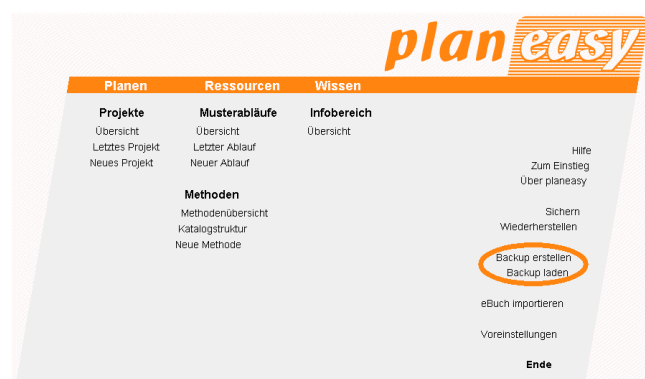 plan easy
Planen Ressourcen Wissen
Projekte Musterabläufe Infobereich
Übersicht Übersicht Übersicht
Letztes Projekt Letzter Ablauf
Neues Projekt Neuer Ablauf
Methoden
Methodenübersicht
Katalogstruktur
Neue Methode
Hilfe
Zum Einstieg
Über planeasy
Sichern
Wiederherstellen
Backup erstellen
Backup laden
eBuch importieren
Voreinstellungen
Ende